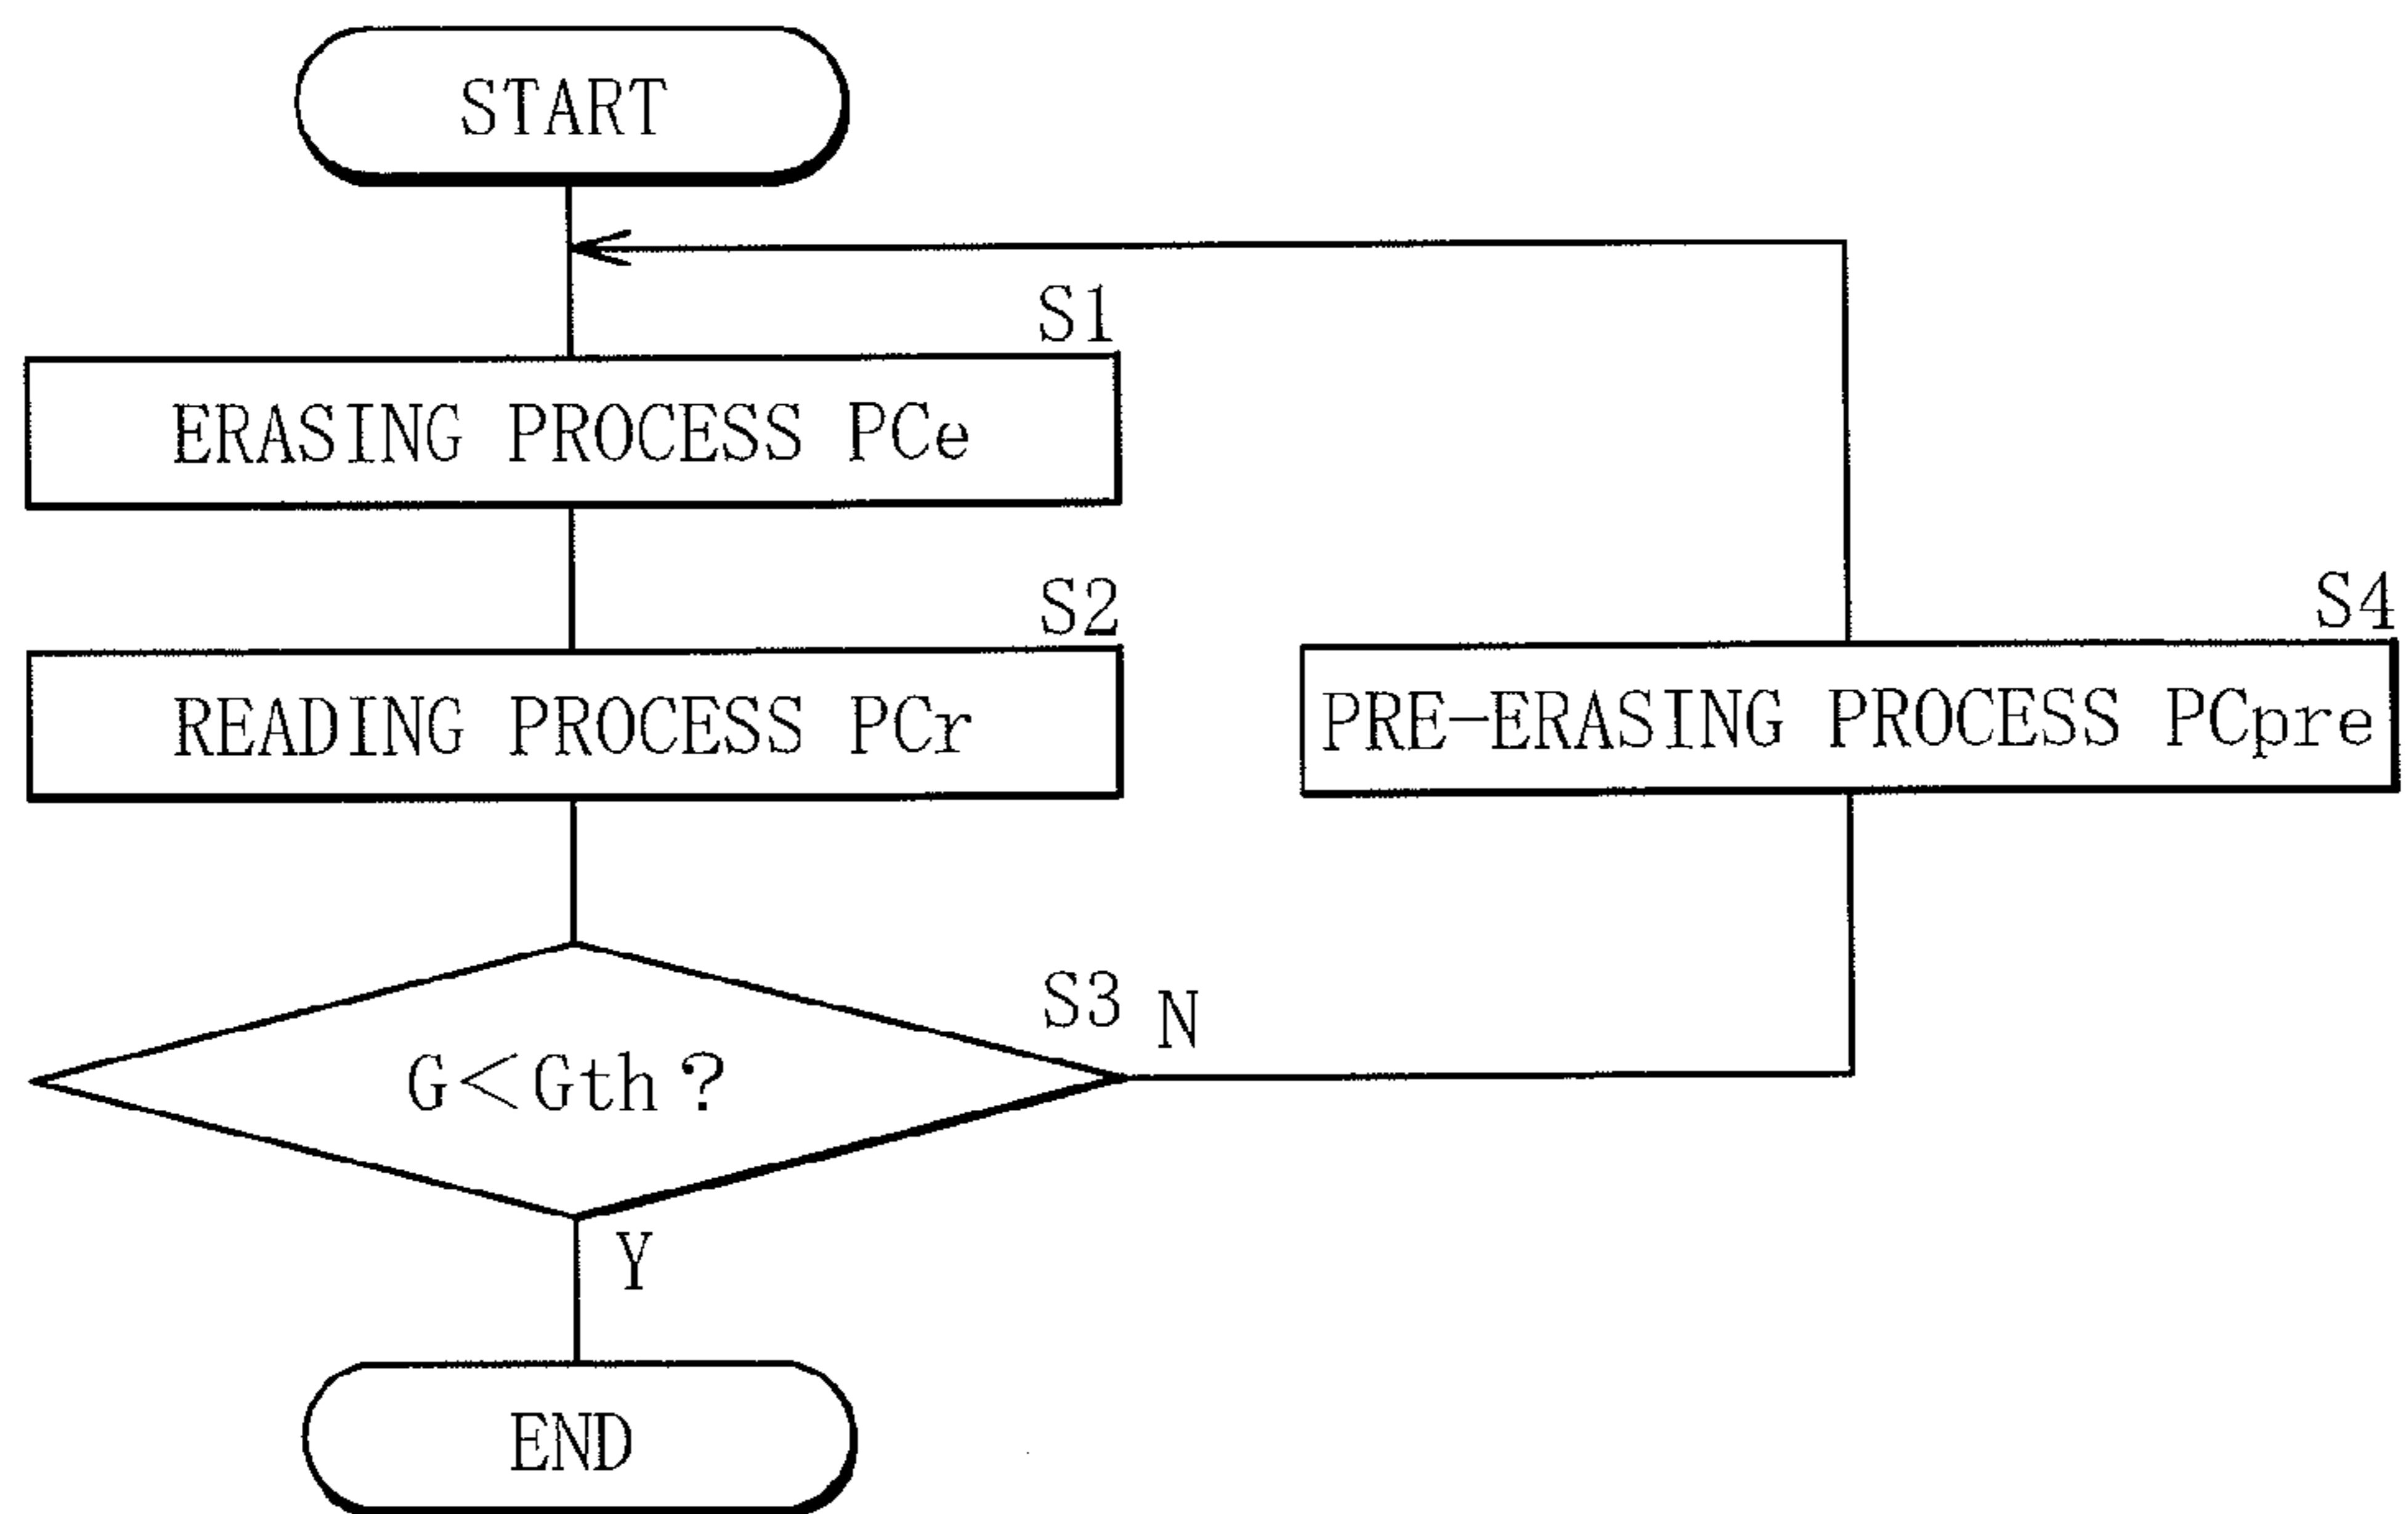 START
S1
ERASING PROCESS PCe
S2
READING PROCESS PCr
S4
PRE-ERASING PROCESS PCpre
S3
N
G<Gth?
Y
END